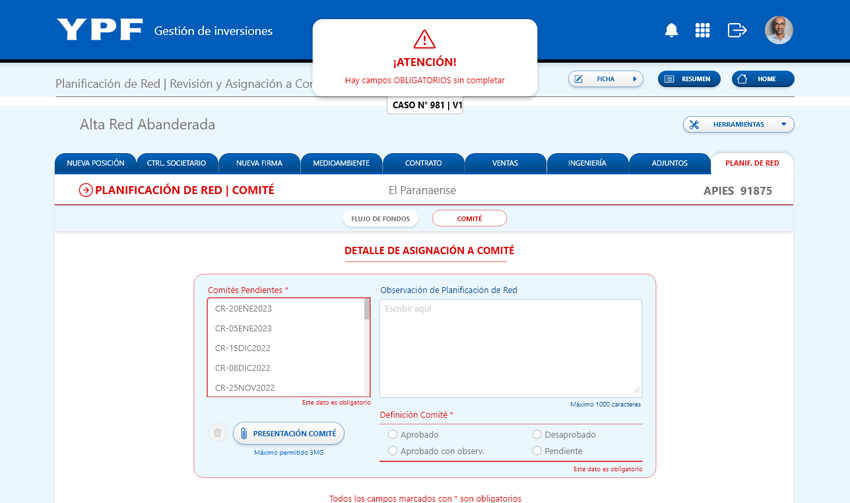 YPF Gestión de inversiones
¡ATENCIÓN!
Hay campos OBLIGATORIOS sin completar
Planificación de Red | Revisión y Asignación a Co
FICHA
RESUMEN
HOME
CASO N° 981 | V1
Alta Red Abanderada
HERRAMIENTAS
NUEVA POSICIÓN
CTRL. SOCIETARIO
NUEVA FIRMA
MEDIOAMBIENTE
CONTRATO
VENTAS
INGENIERÍA
ADJUNTOS
PLANIF. DE RED
PLANIFICACIÓN DE RED | COMITÉ
El Paranaense
APIES 91875
FLUJO DE FONDOS
COMITÉ
DETALLE DE ASIGNACIÓN A COMITÉ
Comités Pendientes *
CR-20ENE2023
CR-05ENE2023
CR-15DIC2022
CR-08DIC2022
CR-25NOV2022
Este dato es obligatorio
PRESENTACIÓN COMITÉ
Máximo permitido 3MG
Observación de Planificación de Red
Escribir aquí
Máximo 1000 caracteres
Definición Comité *
Aprobado
Desaprobado
Aprobado con observ.
Pendiente
Este dato es obligatorio
Todos los campos marcados con * son obligatorios